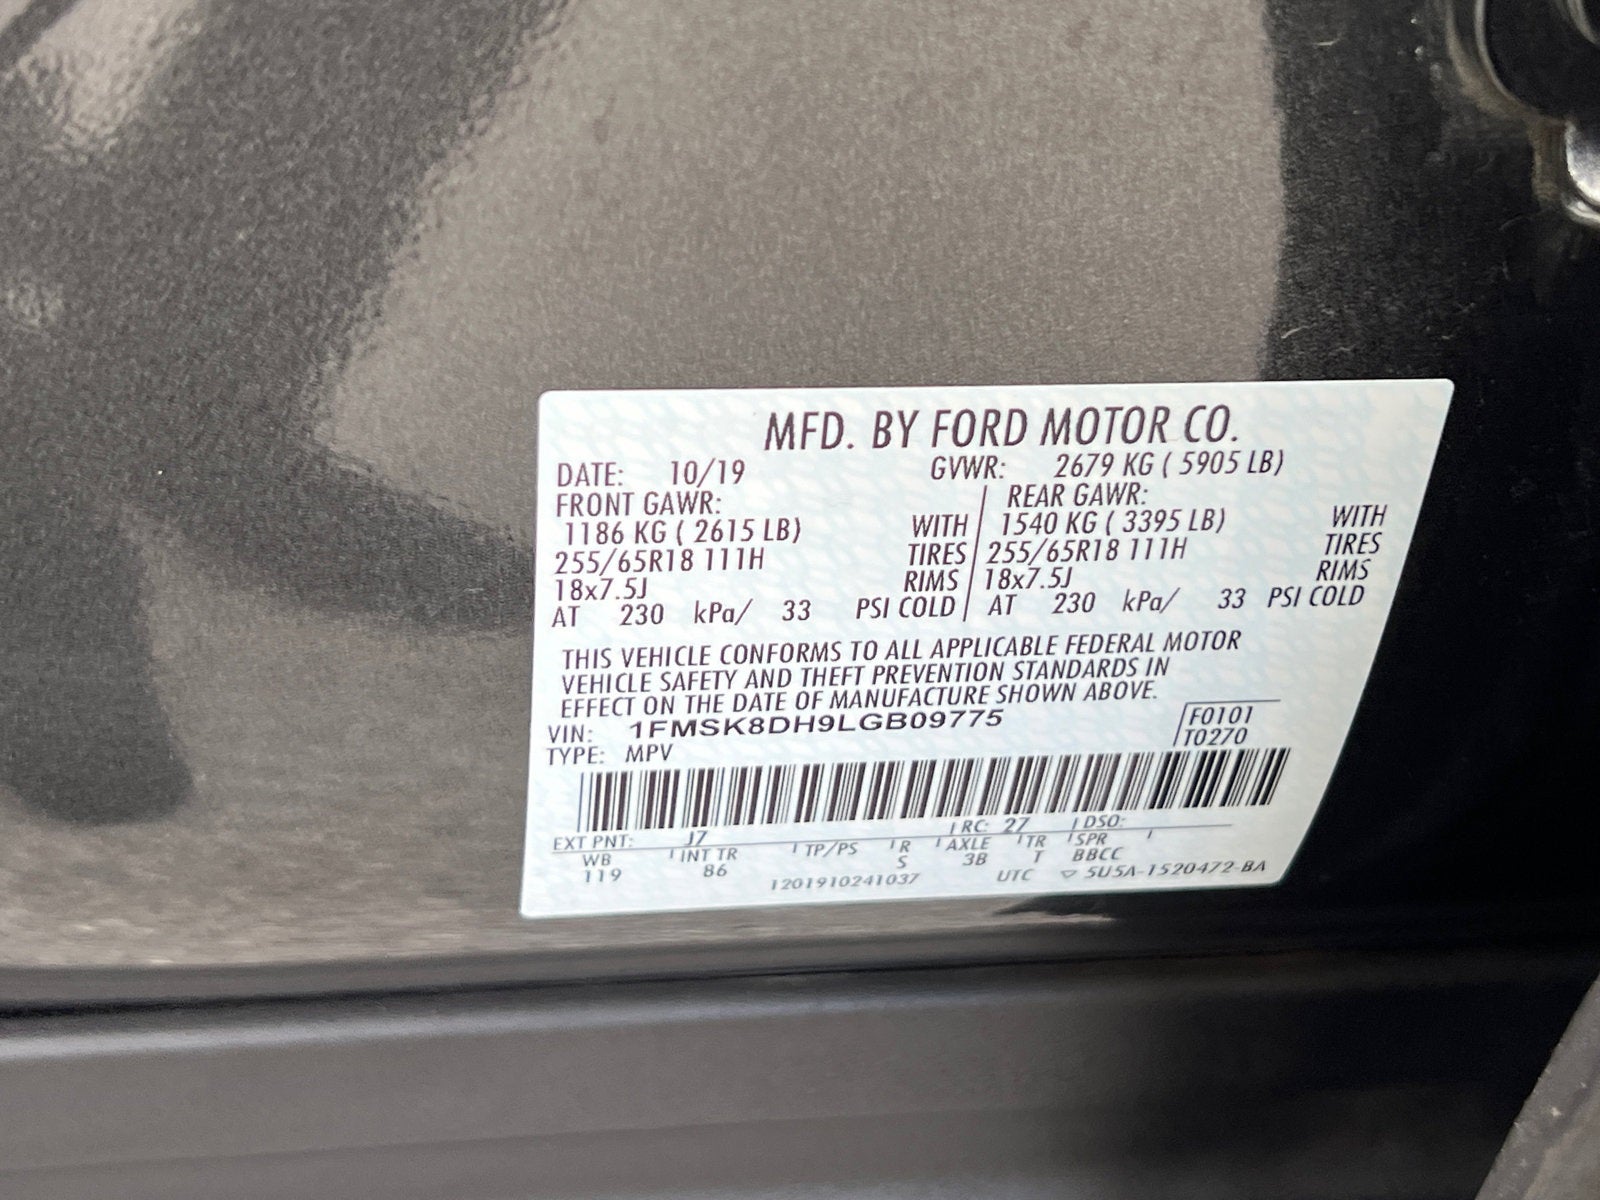 MFD. BY FORD MOTOR CO.
DATE: 10/19 GVWR: 2679 KG ( 5905 LB)
FRONT GAWR: REAR GAWR:
1186 KG ( 2615 LB) WITH 1540 KG ( 3395 LB) WITH
255/65R18 111H TIRES 255/65R18 111H TIRES
18x7.5J RIMS 18x7.5J RIMS
AT 230 kPa/ 33 PSI COLD AT 230 kPa/ 33 PSI COLD
THIS VEHICLE CONFORMS TO ALL APPLICABLE FEDERAL MOTOR
VEHICLE SAFETY AND THEFT PREVENTION STANDARDS IN
EFFECT ON THE DATE OF MANUFACTURE SHOWN ABOVE.
VIN: 1FMSK8DH9LGB09775 F0101
TYPE: MPV T0270
EXT PNT: J7 RC: 27 DSO:
WB INT TR TP/PS R AXLE TR SPR
119 86 S 3B T BBCC
1201910241037 UTC ▽ 5U5A-1520472-BA